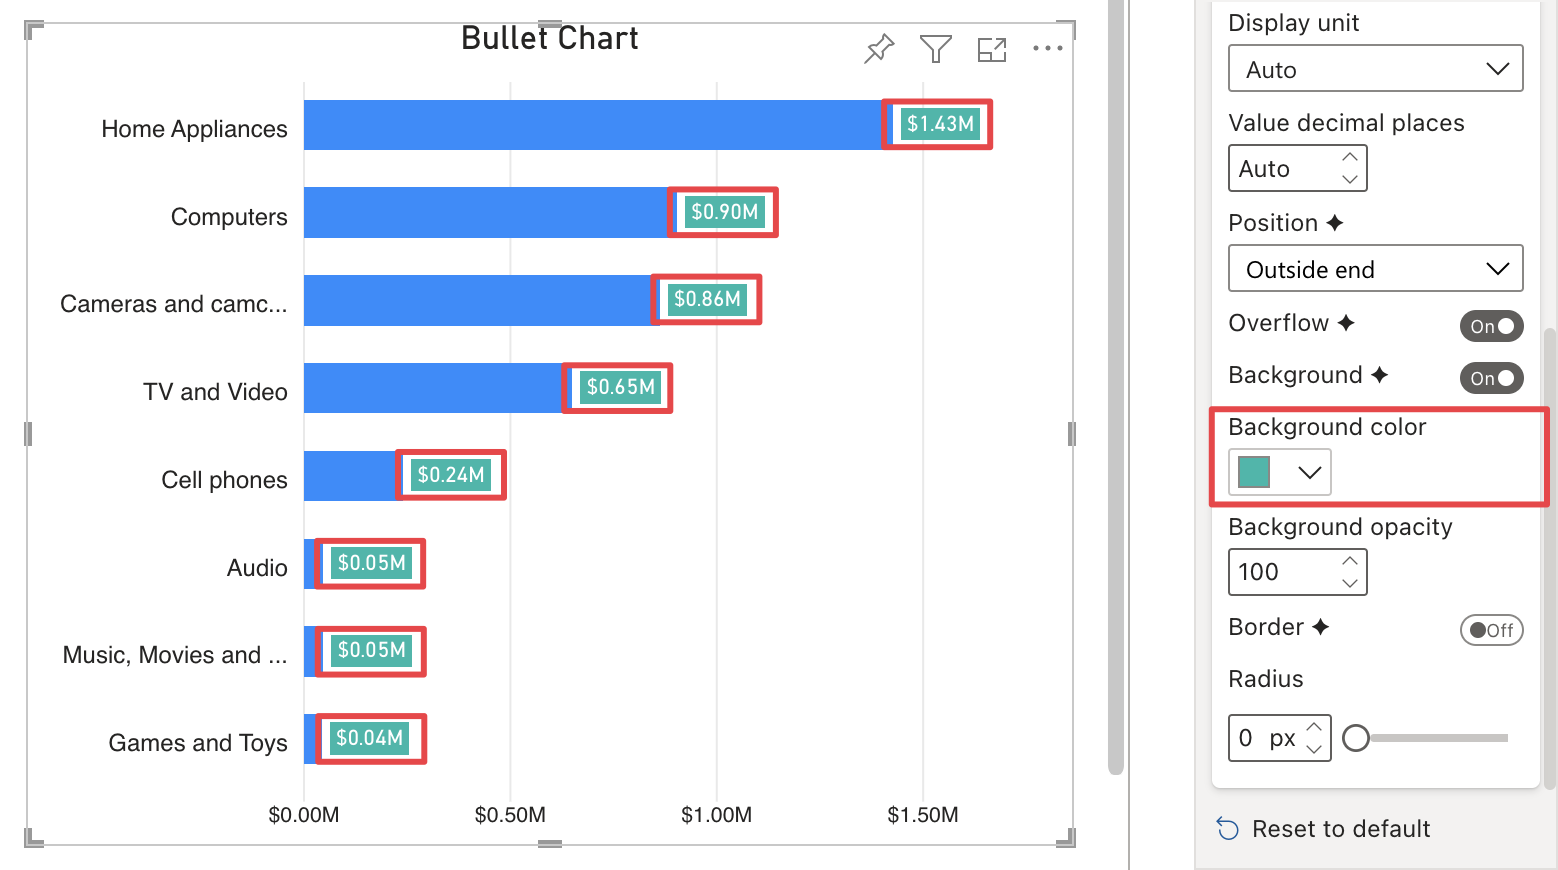 Bullet Chart
Home Appliances
$1.43M
Computers
$0.90M
Cameras and camc...
$0.86M
TV and Video
$0.65M
Cell phones
$0.24M
Audio
$0.05M
Music, Movies and ...
$0.05M
Games and Toys
$0.04M
$0.00M
$0.50M
$1.00M
$1.50M
Display unit
Auto
Value decimal places
Auto
Position
Outside end
Overflow
On
Background
On
Background color
Background opacity
100
Border
Off
Radius
0 px
Reset to default